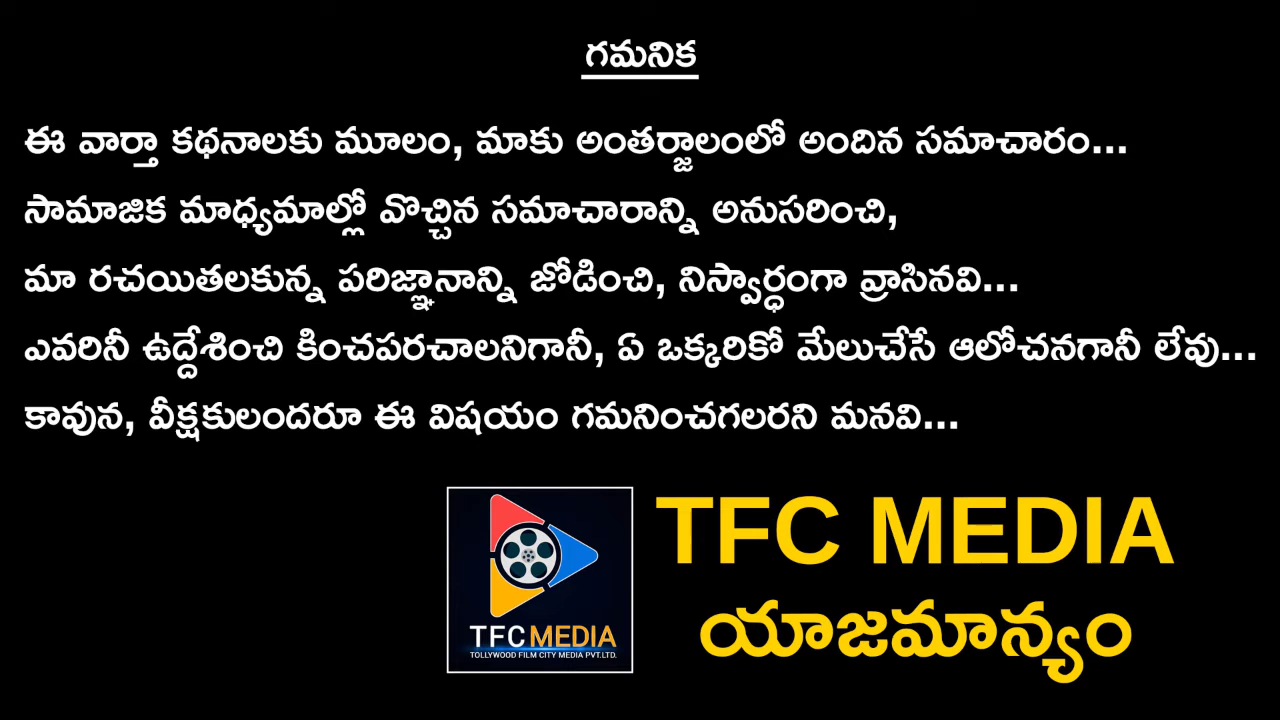 గమనిక
ఈ వార్తా కథనాలకు మూలం, మాకు అంతర్జాలంలో అందిన సమాచారం...
సామాజిక మాధ్యమాల్లో వొచ్చిన సమాచారాన్ని అనుసరించి,
మా రచయితలకున్న పరిజ్ఞానాన్ని జోడించి, నిస్వార్ధంగా వ్రాసినవి...
ఎవరినీ ఉద్దేశించి కించపరచాలనిగానీ, ఏ ఒక్కరికో మేలుచేసే ఆలోచనగానీ లేవు...
కావున, వీక్షకులందరూ ఈ విషయం గమనించగలరని మనవి...
TFC MEDIA
యాజమాన్యం
TFC MEDIA
TOLLYWOOD FILM CITY MEDIA PVT.LTD.